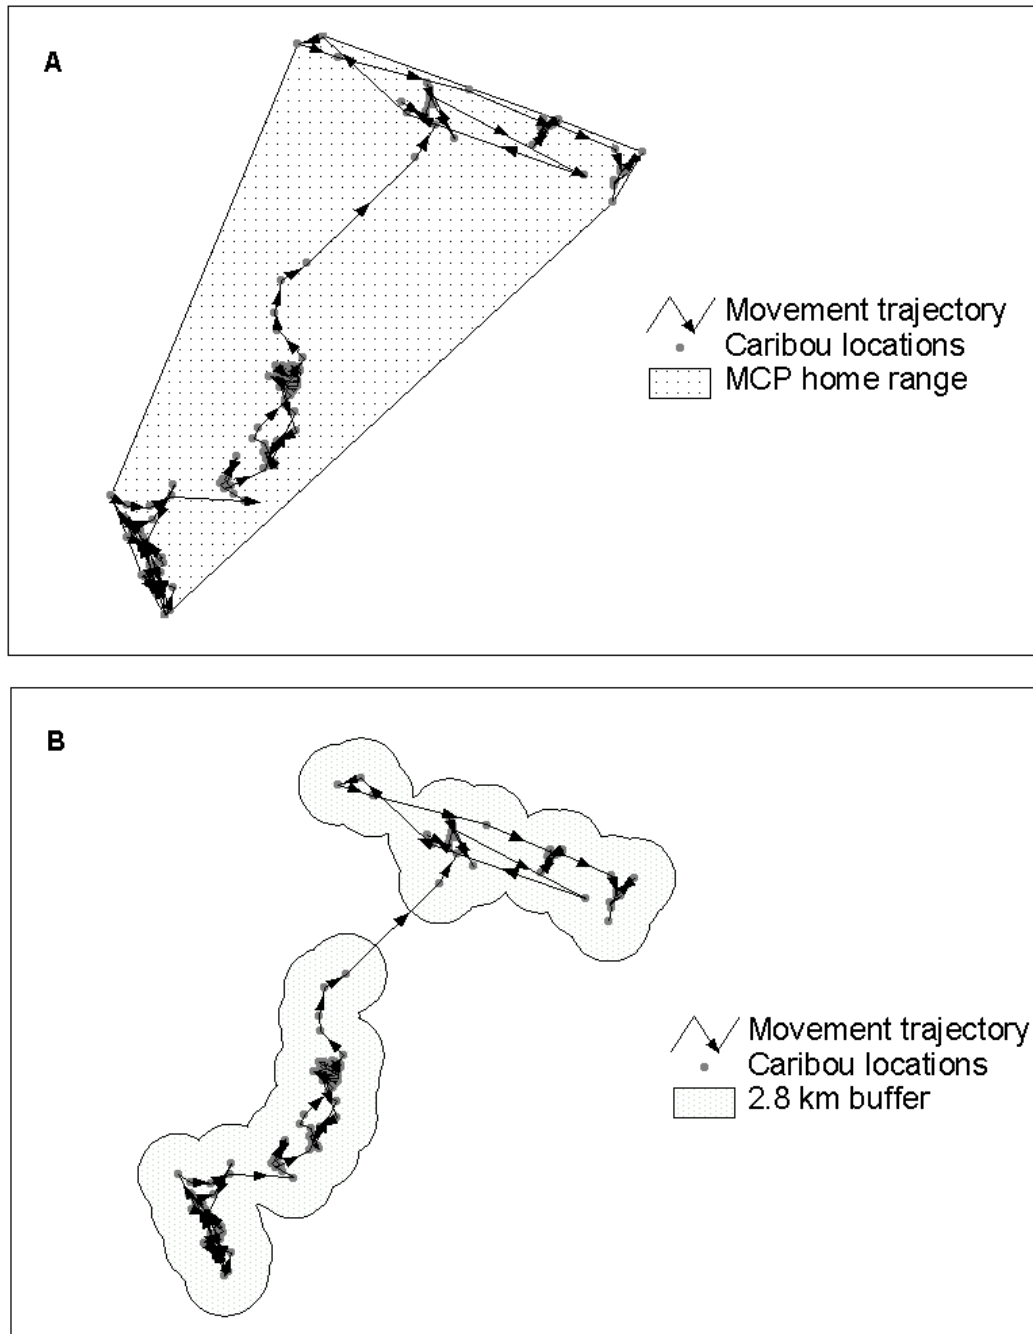 A
Movement trajectory
Caribou locations
MCP home range
B
Movement trajectory
Caribou locations
2.8 km buffer